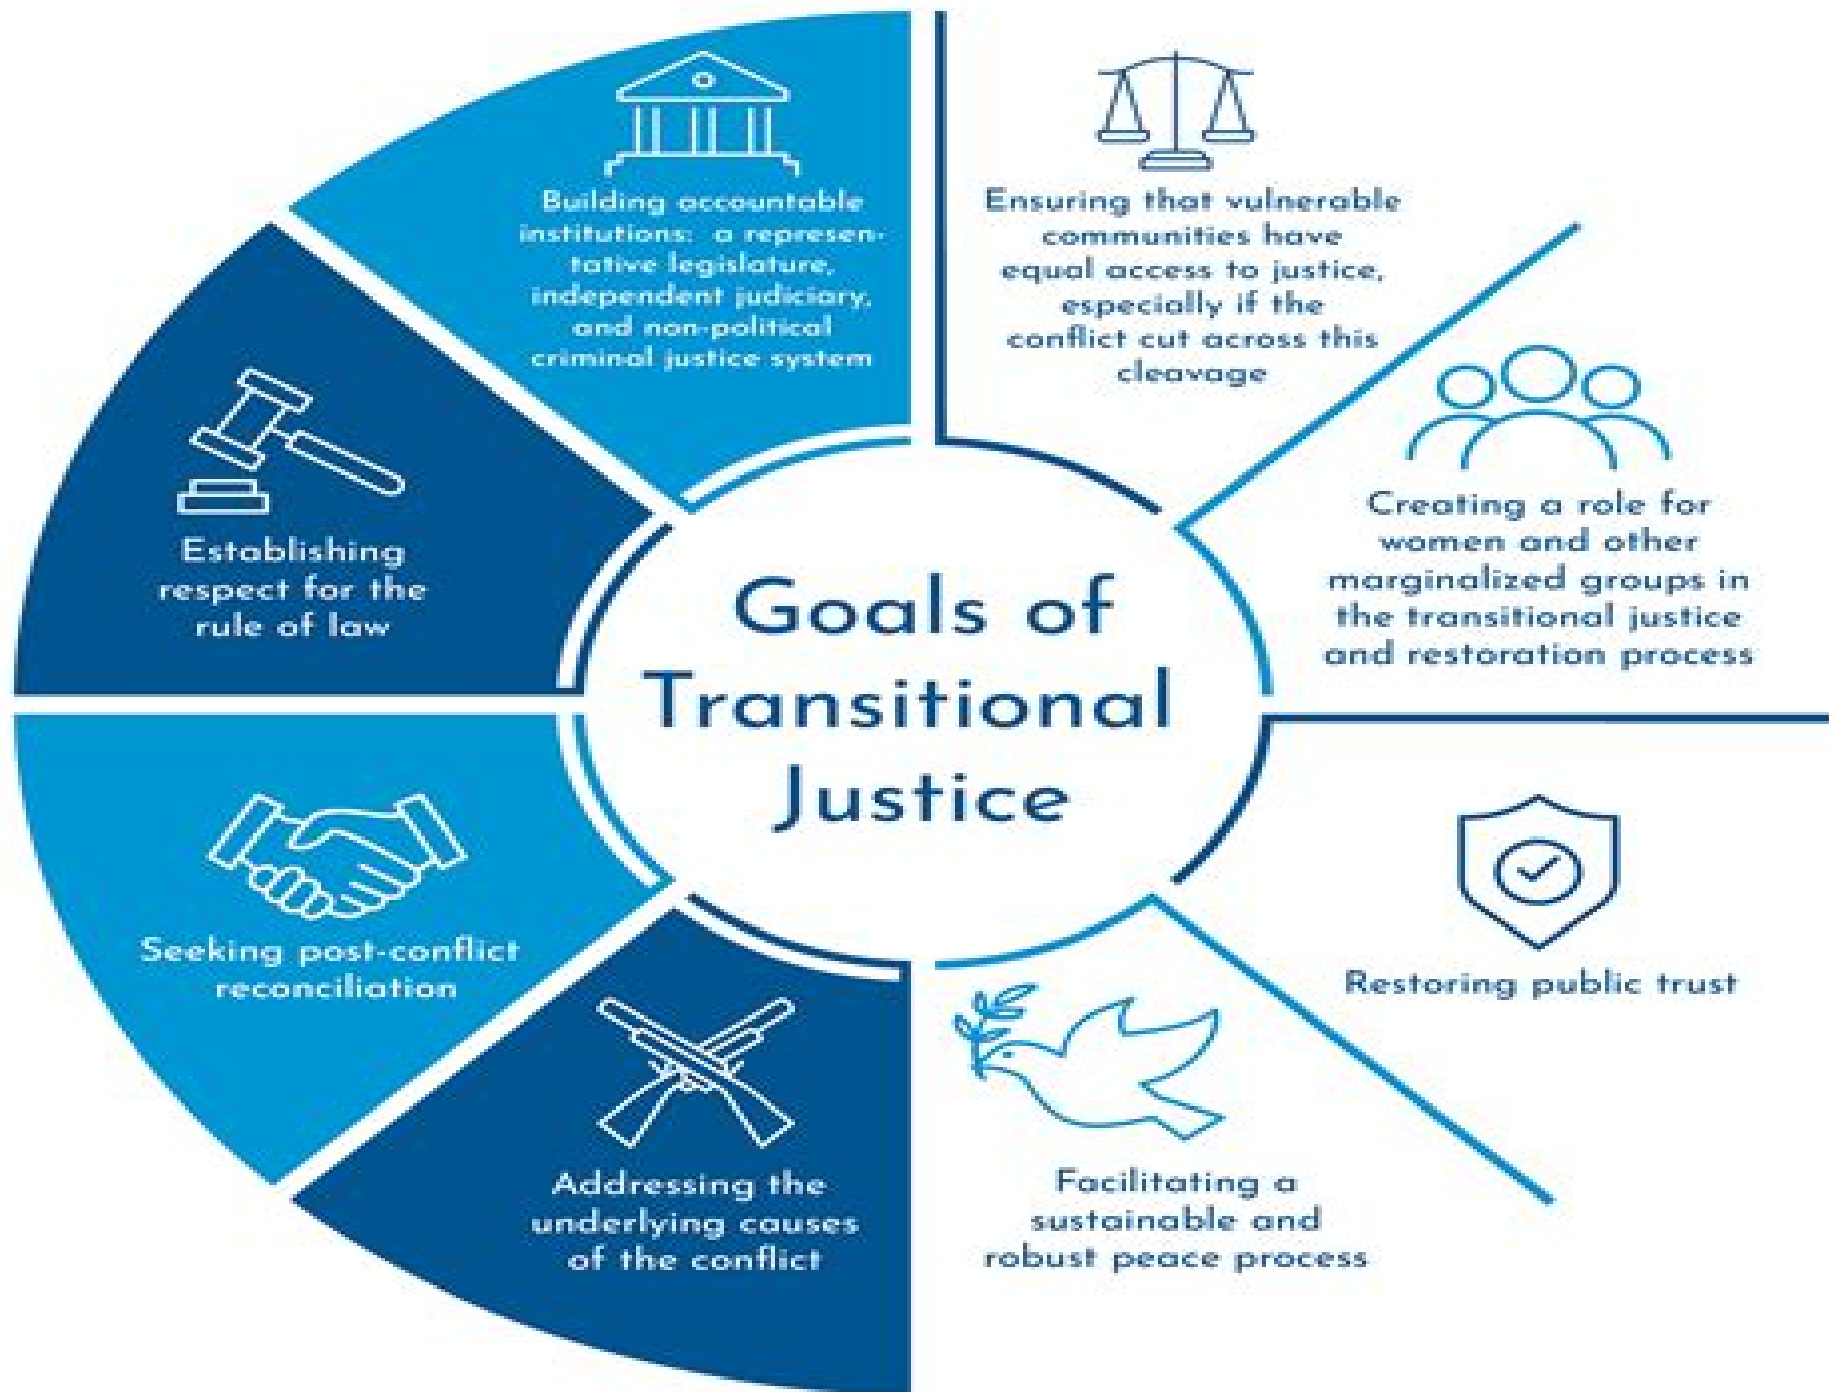 Goals of
Transitional
Justice
Ensuring that vulnerable
communities have
equal access to justice,
especially if the
conflict cut across this
cleavage
Creating a role for
women and other
marginalized groups in
the transitional justice
and restoration process
Restoring public trust
Facilitating a
sustainable and
robust peace process
Addressing the
underlying causes
of the conflict
Seeking post-conflict
reconciliation
Establishing
respect for the
rule of law
Building accountable
institutions: a represen-
tative legislature,
independent judiciary,
and non-political
criminal justice system